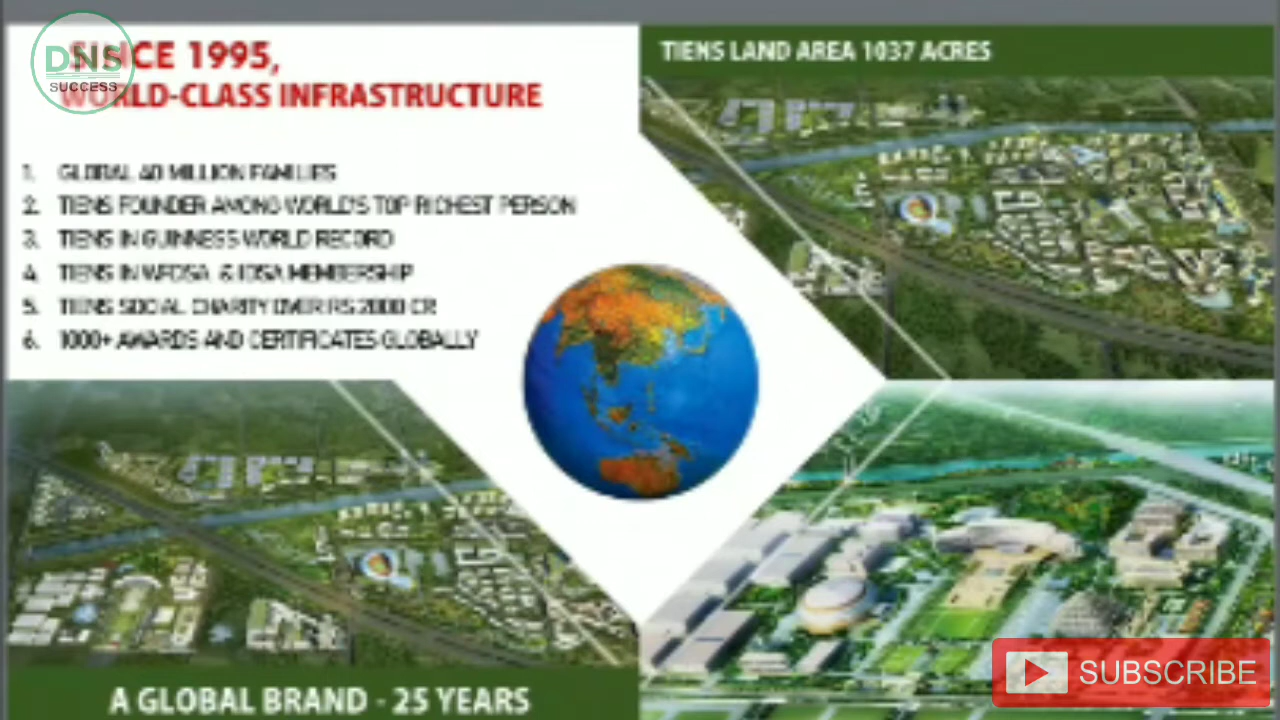 DNS
SUCCESS
SINCE 1995,
WORLD-CLASS INFRASTRUCTURE
1. GLOBAL 40 MILLION FAMILIES
2. TIENS FOUNDER AMONG WORLD'S TOP RICHEST PERSON
3. TIENS IN GUINNESS WORLD RECORD
4. TIENS IN WFDSA & IDSA MEMBERSHIP
5. TIENS SOCIAL CHARITY OVER RS 2000 CR
6. 1000+ AWARDS AND CERTIFICATES GLOBALLY
TIENS LAND AREA 1037 ACRES
A GLOBAL BRAND - 25 YEARS
SUBSCRIBE